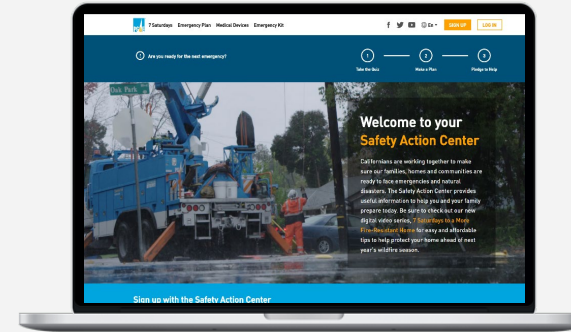 7 Saturdays Emergency Plan Medical Devices Emergency Kit En SIGN UP LOG IN
Are you ready for the next emergency?
1 2 3
Take the Quiz Make a Plan Pledge to Help
Oak Park
Welcome to your
Safety Action Center
Californians are working together to make
sure our families, homes and communities are
ready to face emergencies and natural
disasters. The Safety Action Center provides
useful information to help you and your family
prepare today. Be sure to check out our new
digital video series, 7 Saturdays to a More
Fire-Resistant Home for easy and affordable
tips to help protect your home ahead of next
year's wildfire season.
Sign up with the Safety Action Center